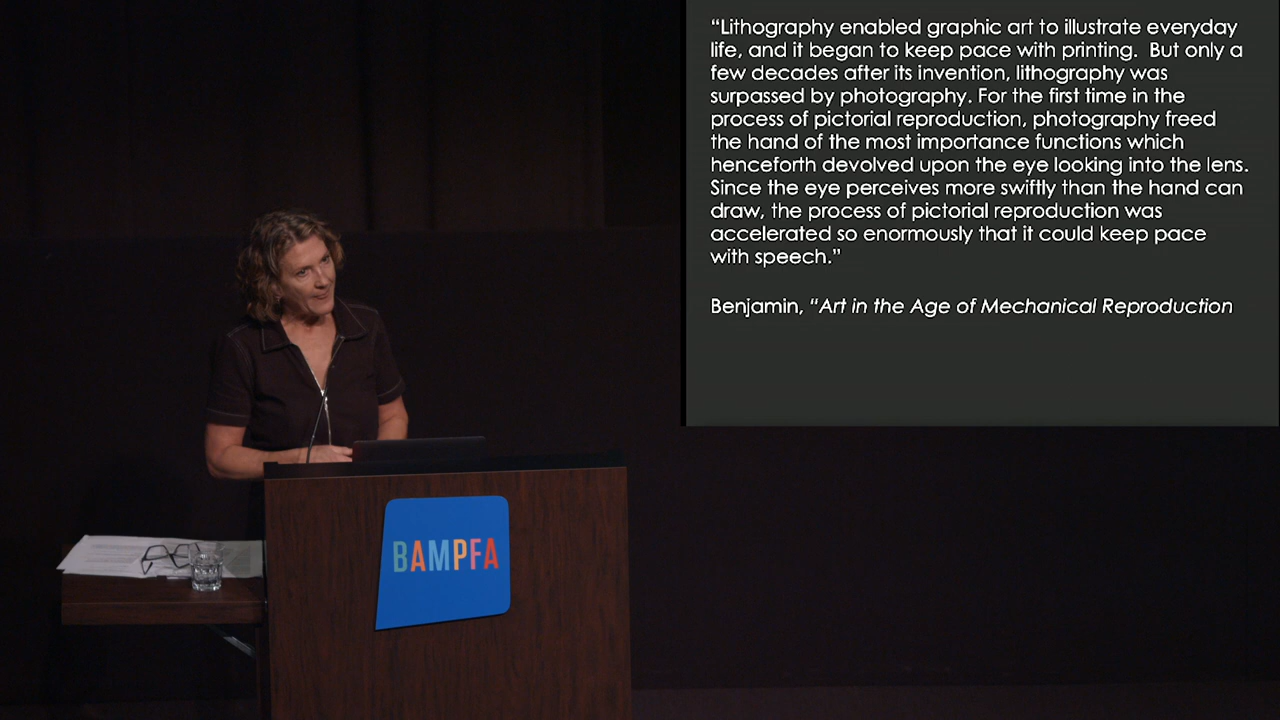 “Lithography enabled graphic art to illustrate everyday
life, and it began to keep pace with printing.  But only a
few decades after its invention, lithography was
surpassed by photography. For the first time in the
process of pictorial reproduction, photography freed
the hand of the most importance functions which
henceforth devolved upon the eye looking into the lens.
Since the eye perceives more swiftly than the hand can
draw, the process of pictorial reproduction was
accelerated so enormously that it could keep pace
with speech.”
Benjamin, “Art in the Age of Mechanical Reproduction
BAMPFA